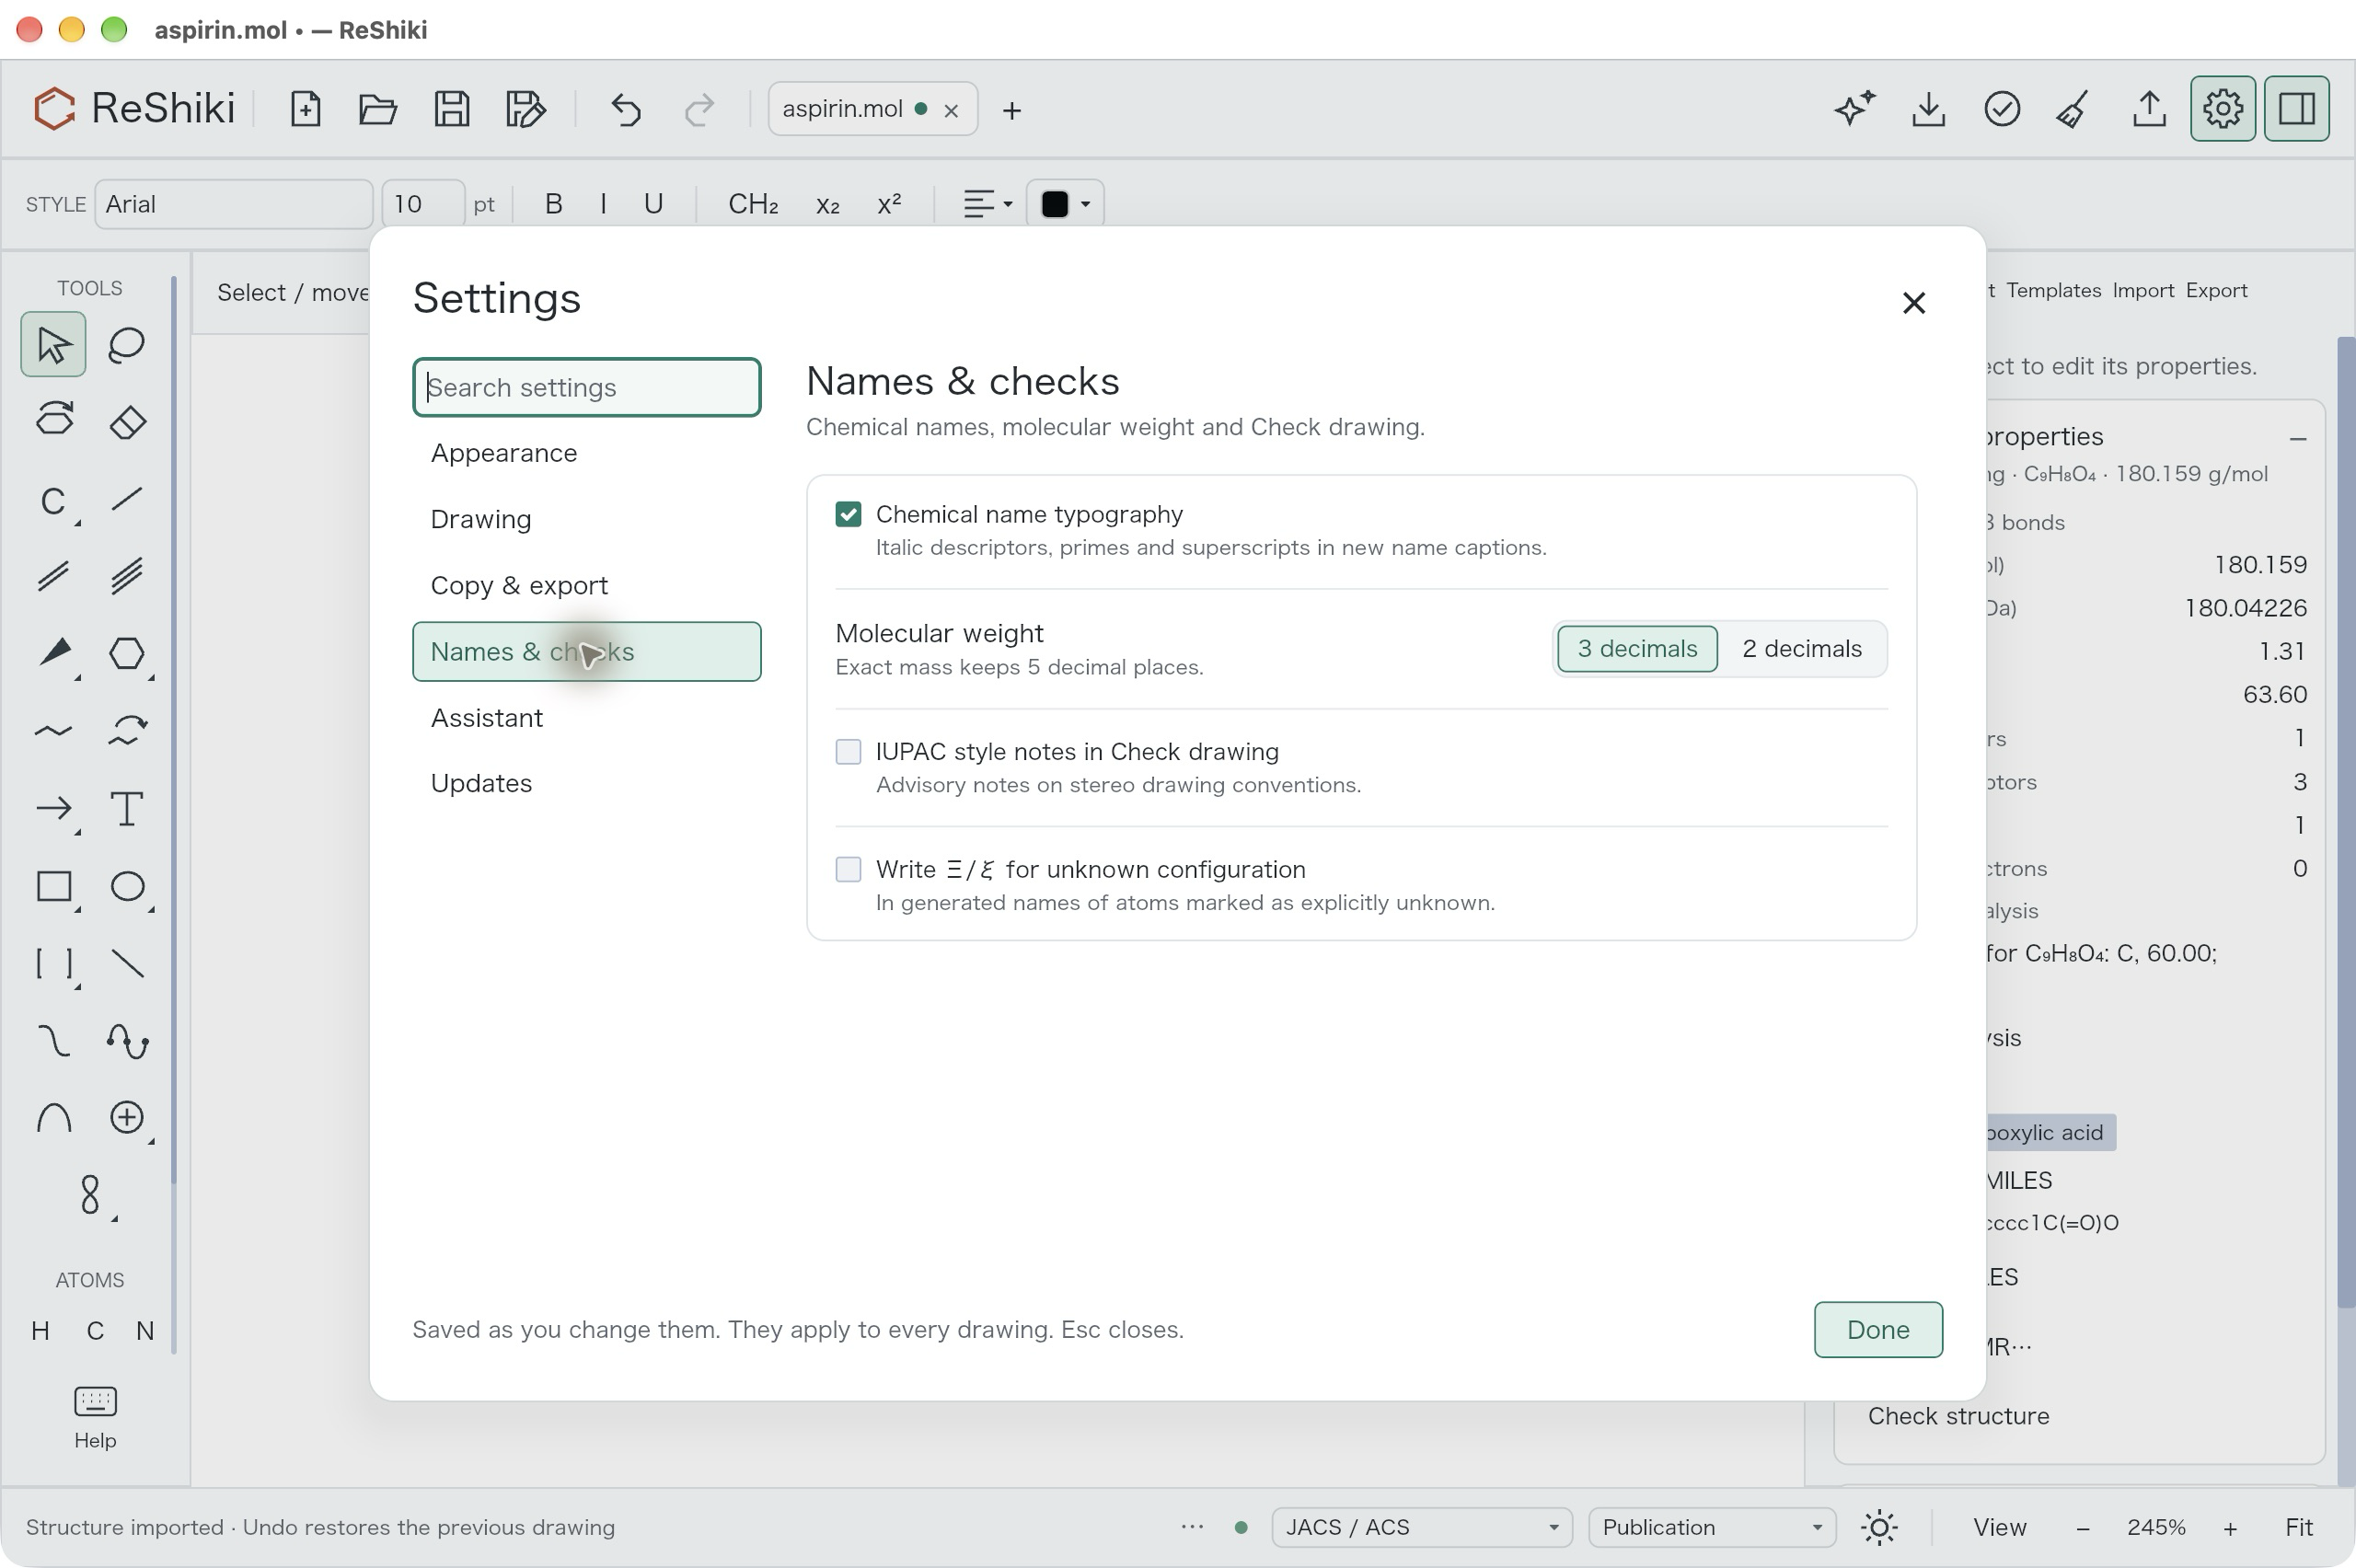 aspirin.mol • — ReShiki
ReShiki
aspirin.mol
STYLE Arial 10 pt B I U CH₂ x₂ x²
TOOLS
Select / move
Templates Import Export
Settings
Search settings
Appearance
Drawing
Copy & export
Names & checks
Assistant
Updates
Names & checks
Chemical names, molecular weight and Check drawing.
Chemical name typography
Italic descriptors, primes and superscripts in new name captions.
Molecular weight
Exact mass keeps 5 decimal places.
3 decimals 2 decimals
IUPAC style notes in Check drawing
Advisory notes on stereo drawing conventions.
Write Ξ/ξ for unknown configuration
In generated names of atoms marked as explicitly unknown.
Saved as you change them. They apply to every drawing. Esc closes.
Done
to edit its properties.
properties
· C₉H₈O₄ · 180.159 g/mol
bonds
180.159
180.04226
1.31
63.60
1
3
1
0
for C₉H₈O₄: C, 60.00;
acid
cccc1C(=O)O
Check structure
C
T
[ ]
ATOMS
H C N
Help
Structure imported · Undo restores the previous drawing
··· JACS / ACS Publication View − 245% + Fit